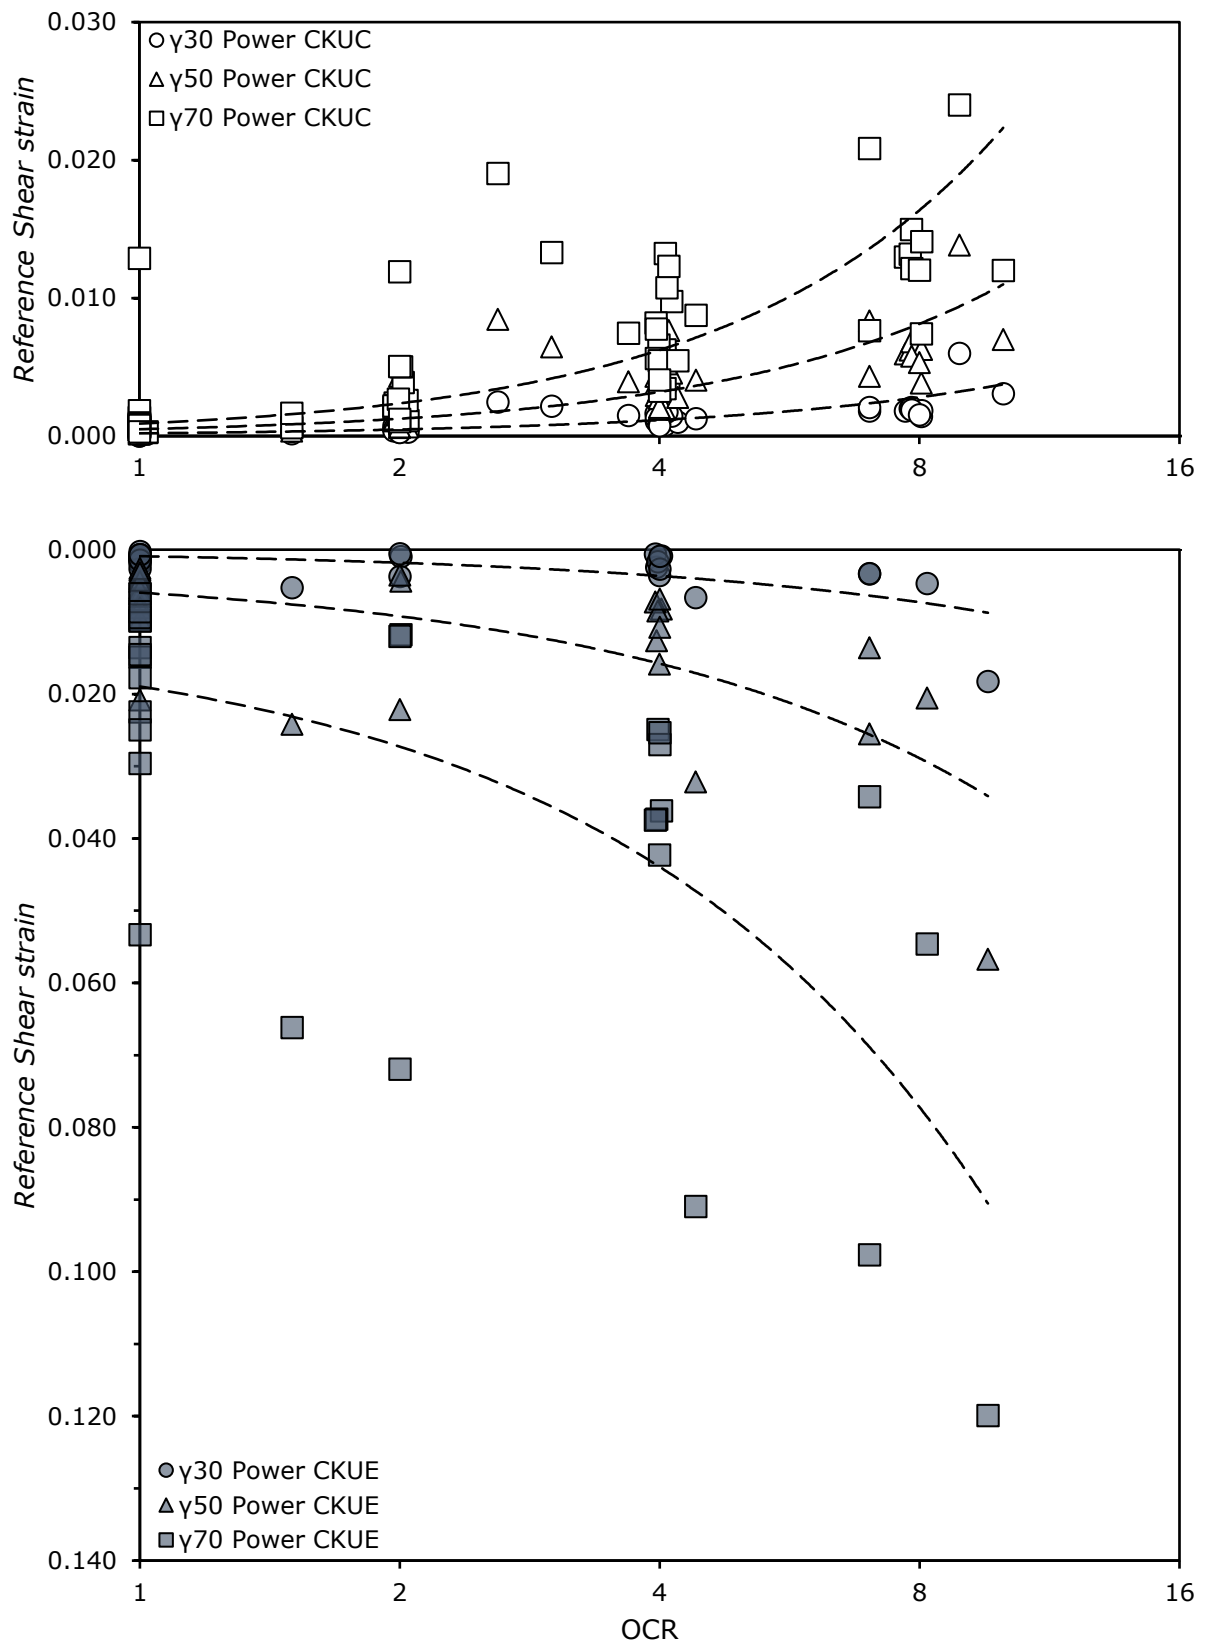 0.030
γ30 Power CKUC
γ50 Power CKUC
γ70 Power CKUC
0.020
0.010
0.000
Reference Shear strain
1 2 4 8 16
0.000
0.020
0.040
0.060
0.080
0.100
0.120
0.140
Reference Shear strain
γ30 Power CKUE
γ50 Power CKUE
γ70 Power CKUE
1 2 4 8 16
OCR